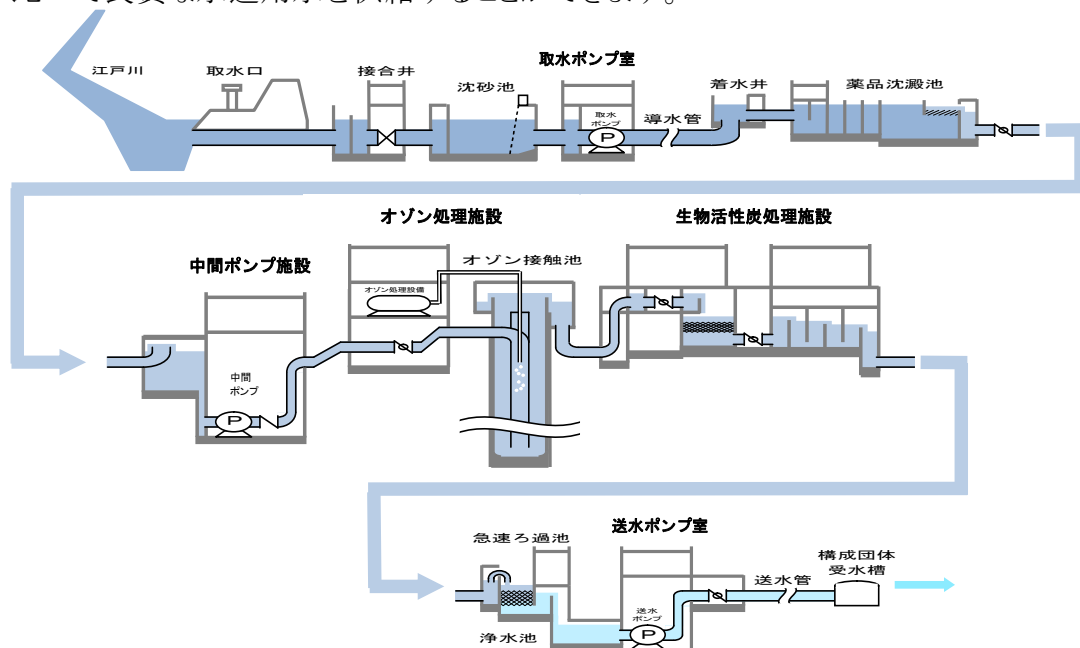 取水ポンプ室
江戸川
取水口
接合井
沈砂池
着水井
薬品沈澱池
取水
ポンプ
導水管
P
オゾン処理施設
生物活性炭処理施設
中間ポンプ施設
オゾン接触池
オゾン処理設備
中間
ポンプ
P
送水ポンプ室
急速ろ過池
構成団体
受水槽
送水管
送水
ポンプ
P
浄水池